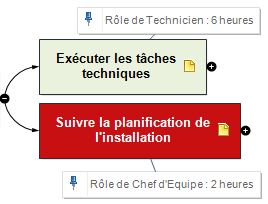 Rôle de Technicien : 6 heures
Exécuter les tâches
techniques
Suivre la planification de
l'installation
Rôle de Chef d'Equipe : 2 heures